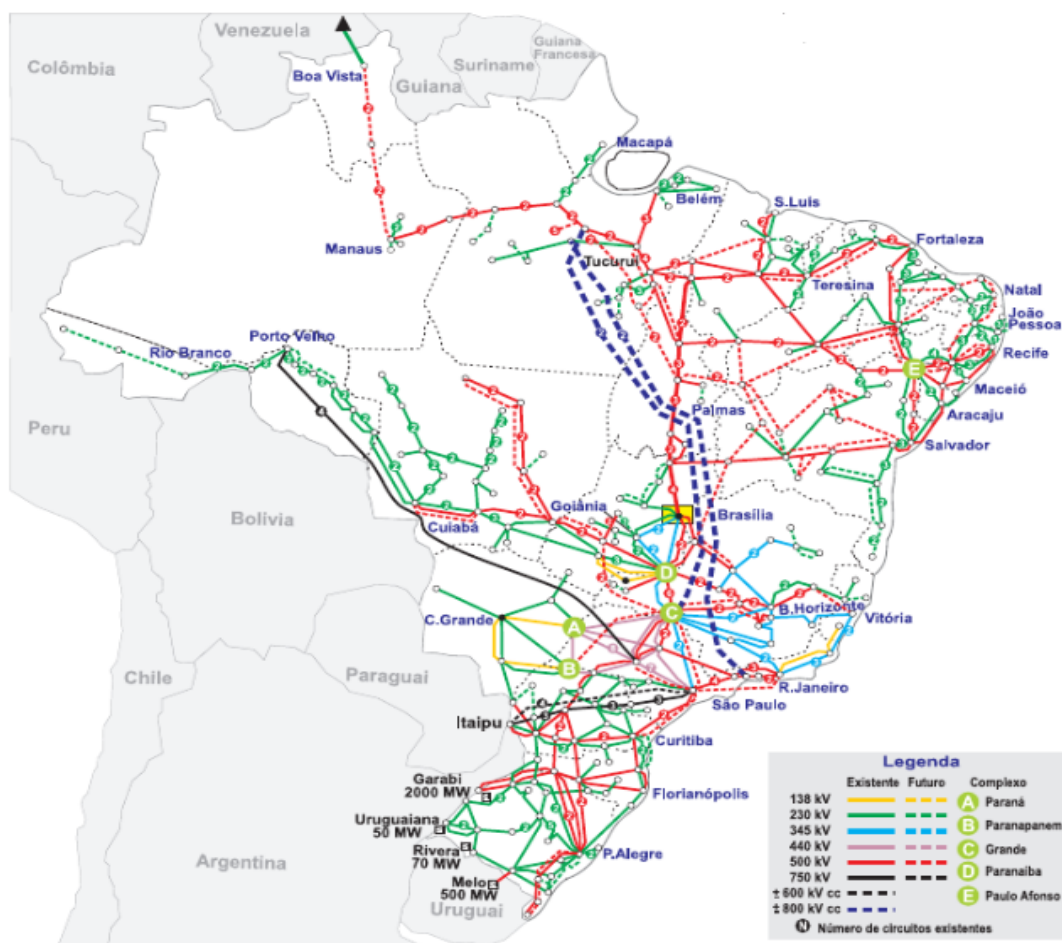 Venezuela
Guiana
Francesa
Suriname
Colômbia
Boa Vista
Guiana
Macapá
Belém
S.Luis
Manaus
Fortaleza
Tucuruí
Teresina
Natal
João
Pessoa
Porto Velho
Rio Branco
Recife
E
Maceió
Palmas
Aracaju
Peru
Salvador
Goiânia
Brasília
Cuiabá
Bolívia
D
B.Horizonte
C
Vitória
C.Grande
A
B
Paraguai
Chile
R.Janeiro
São Paulo
Itaipu
Curitiba
Garabi
2000 MW
Florianópolis
Uruguaiana
50 MW
Rivera
70 MW
P.Alegre
Argentina
Melo
500 MW
Uruguai
Legenda
Existente Futuro Complexo
138 kV A Paraná
230 kV B Paranapanem
345 kV
440 kV C Grande
500 kV D Paranaíba
750 kV
±600 kV cc E Paulo Afonso
±800 kV cc
N Número de circuitos existentes